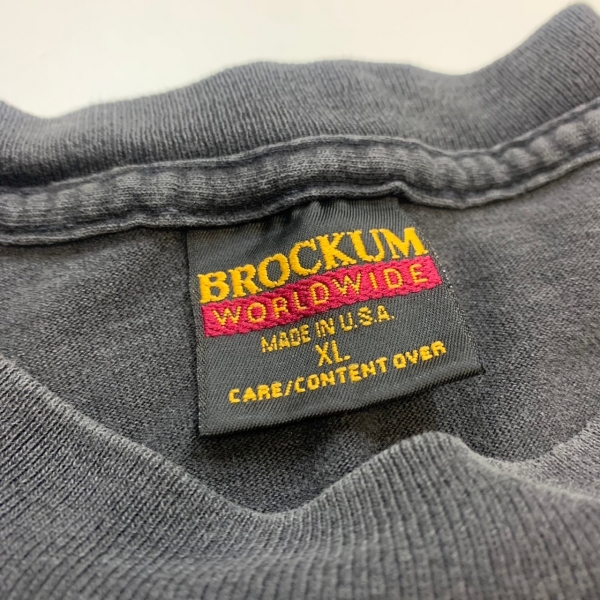 BROCKUM
WORLDWIDE
MADE IN U.S.A.
XL.
CARE/CONTENT OVER